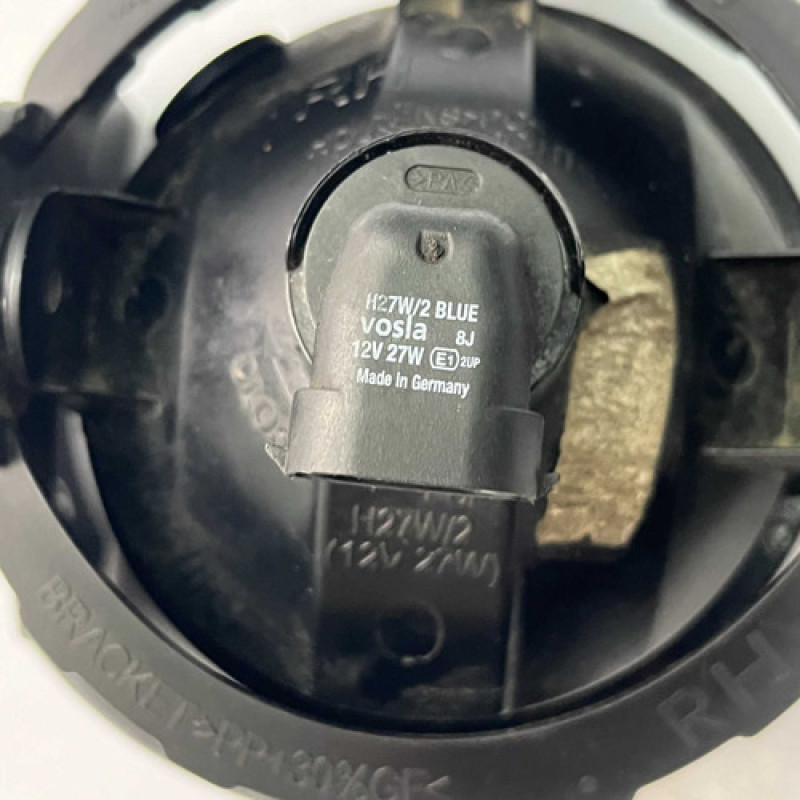 RH
H27W/2 BLUE
vosla 8J
12V 27W E1 2UP
Made in Germany
H27W/2
(12V 27W)
BRACKET >PP+30%GF<
RH